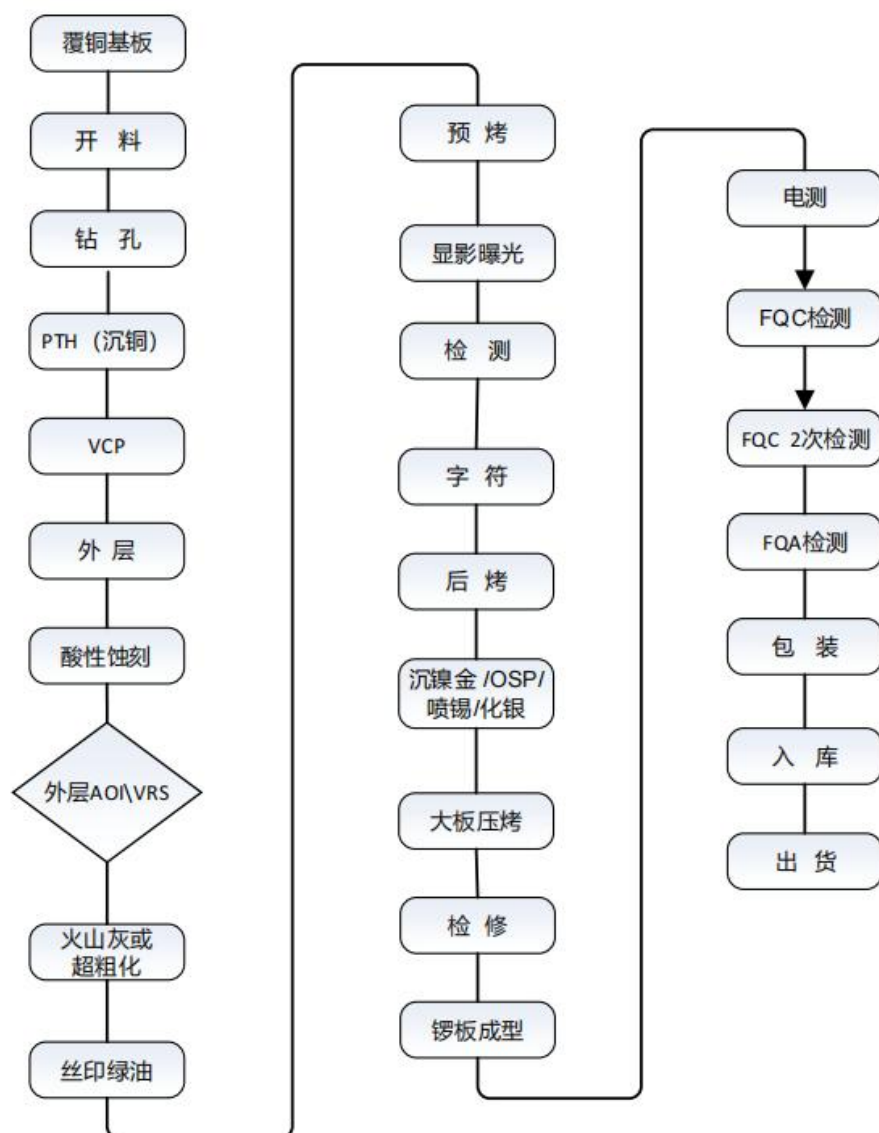 覆铜基板
开 料
钻 孔
PTH（沉铜）
VCP
外 层
酸性蚀刻
外层AOI\VRS
火山灰或
超粗化
丝印绿油
预 烤
显影曝光
检 测
字 符
后 烤
沉镍金/OSP/
喷锡/化银
大板压烤
检 修
锣板成型
电测
FQC检测
FQC 2次检测
FQA检测
包 装
入 库
出 货